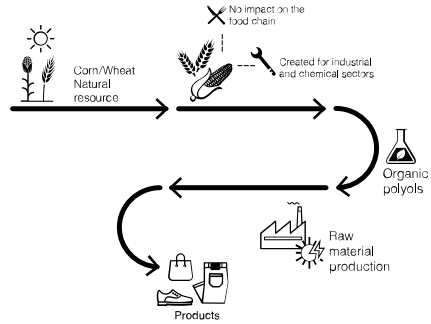 No impact on the
food chain
Corn/Wheat
Natural
resource
Created for industrial
and chemical sectors
Organic
polyols
Raw
material
production
Products